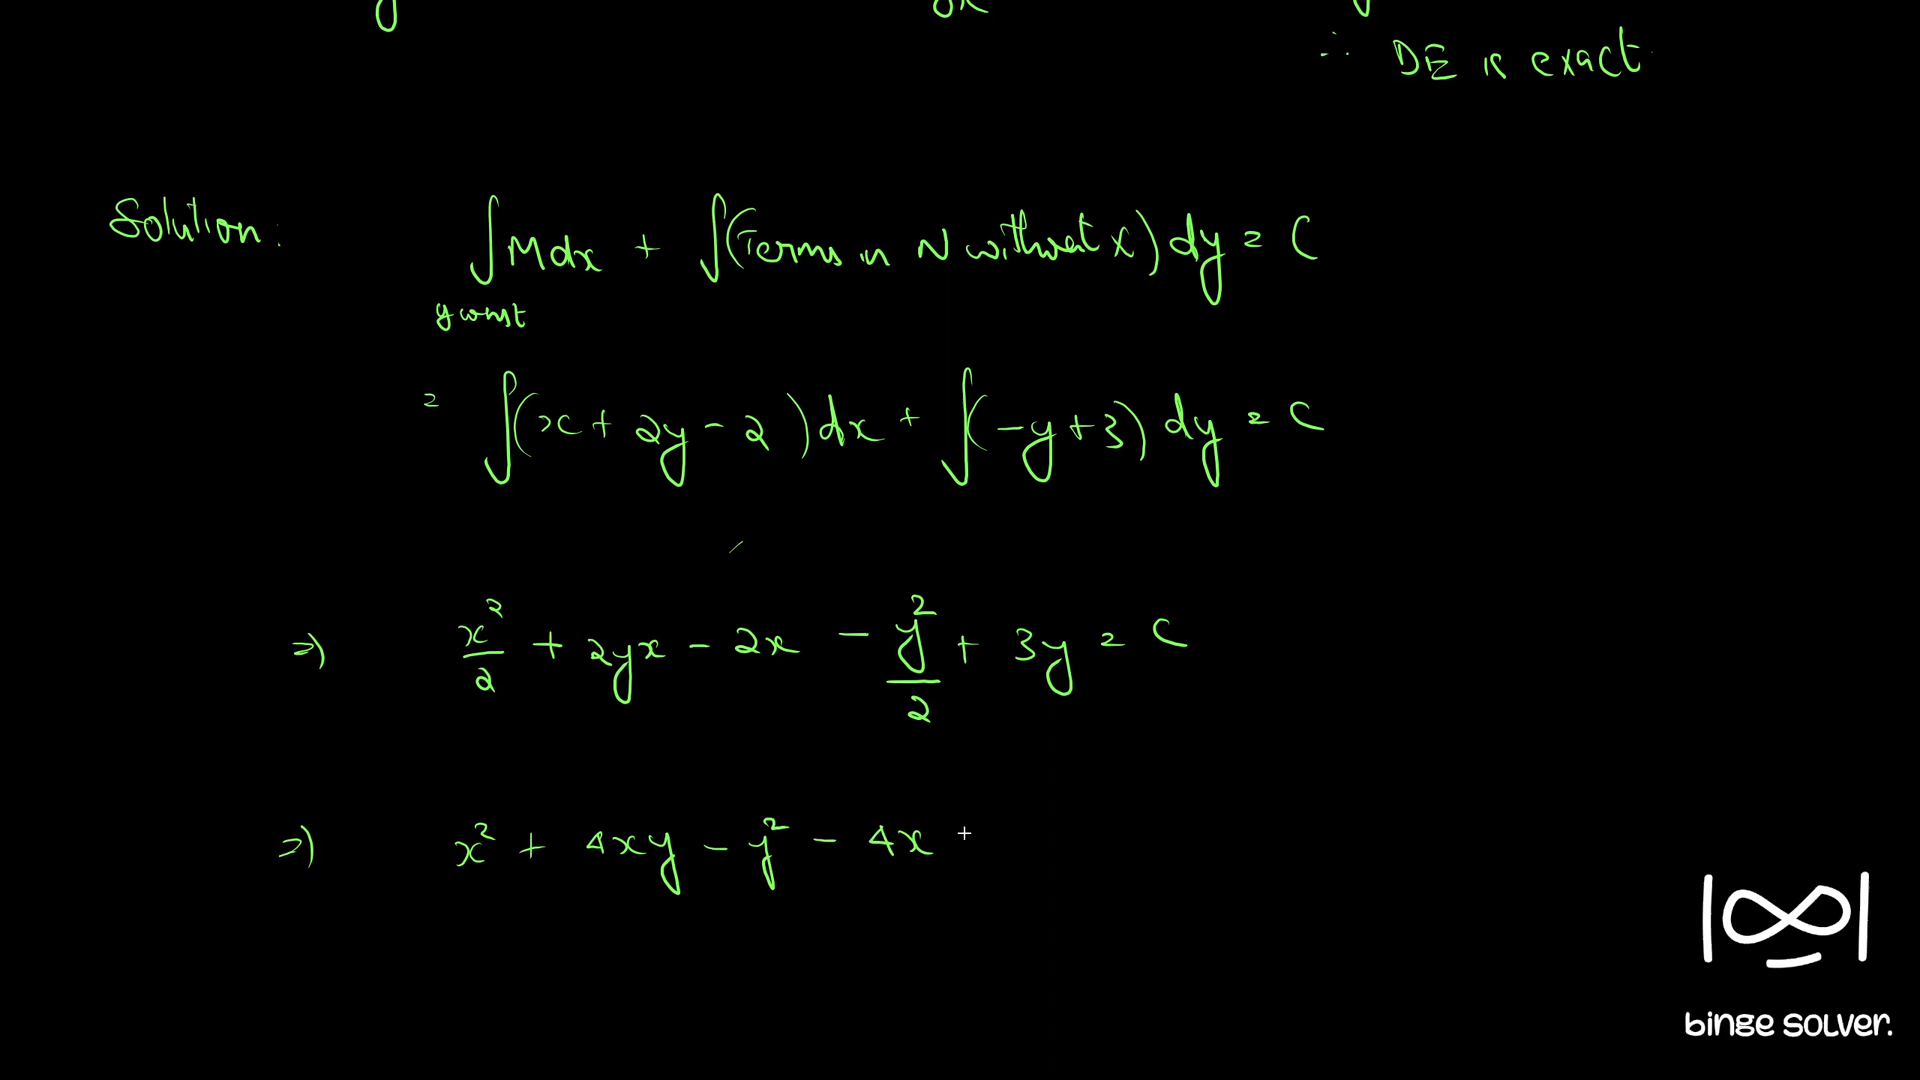 ∴ DE is exact
Solution:
∫Mdx + ∫(Terms in N without x) dy = C
y const
= ∫(x + 2y - 2) dx + ∫(-y + 3) dy = C
⇒ x²/2 + 2yx - 2x - y²/2 + 3y = C
⇒ x² + 4xy - y² - 4x
binge solver.